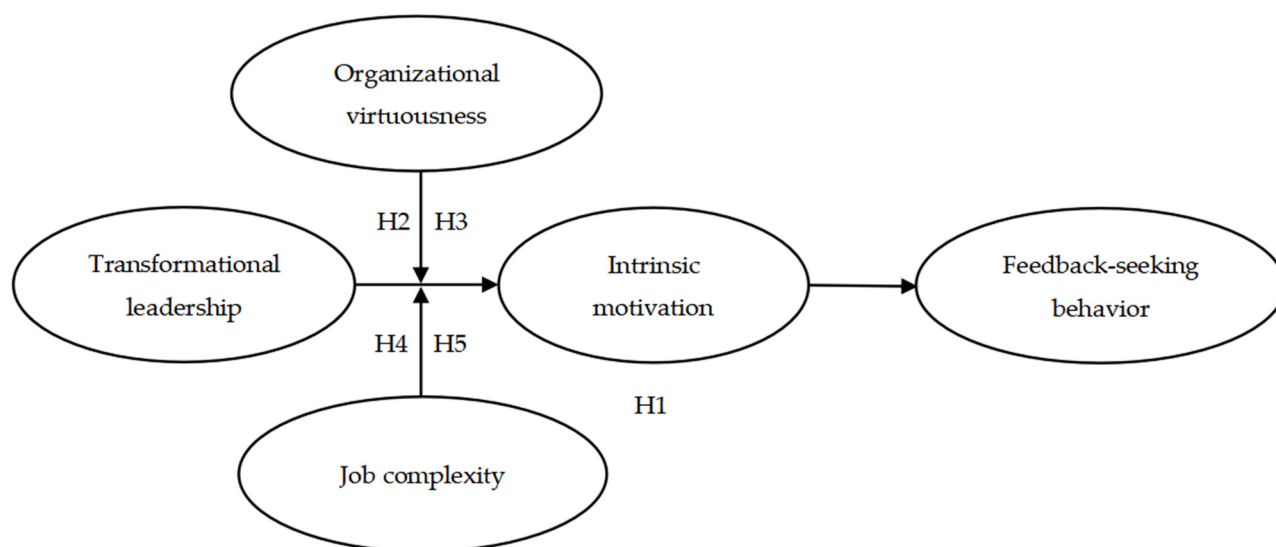 Organizational
virtuousness
H2 H3
Transformational
leadership
Intrinsic
motivation
Feedback-seeking
behavior
H4 H5
H1
Job complexity